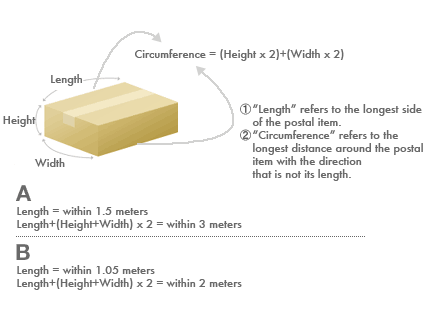 Circumference = (Height x 2)+(Width x 2)
Length
Height
Width
① "Length" refers to the longest side
of the postal item.
② "Circumference" refers to the
longest distance around the postal
item with the direction
that is not its length.
A
Length = within 1.5 meters
Length+(Height+Width) x 2 = within 3 meters
B
Length = within 1.05 meters
Length+(Height+Width) x 2 = within 2 meters